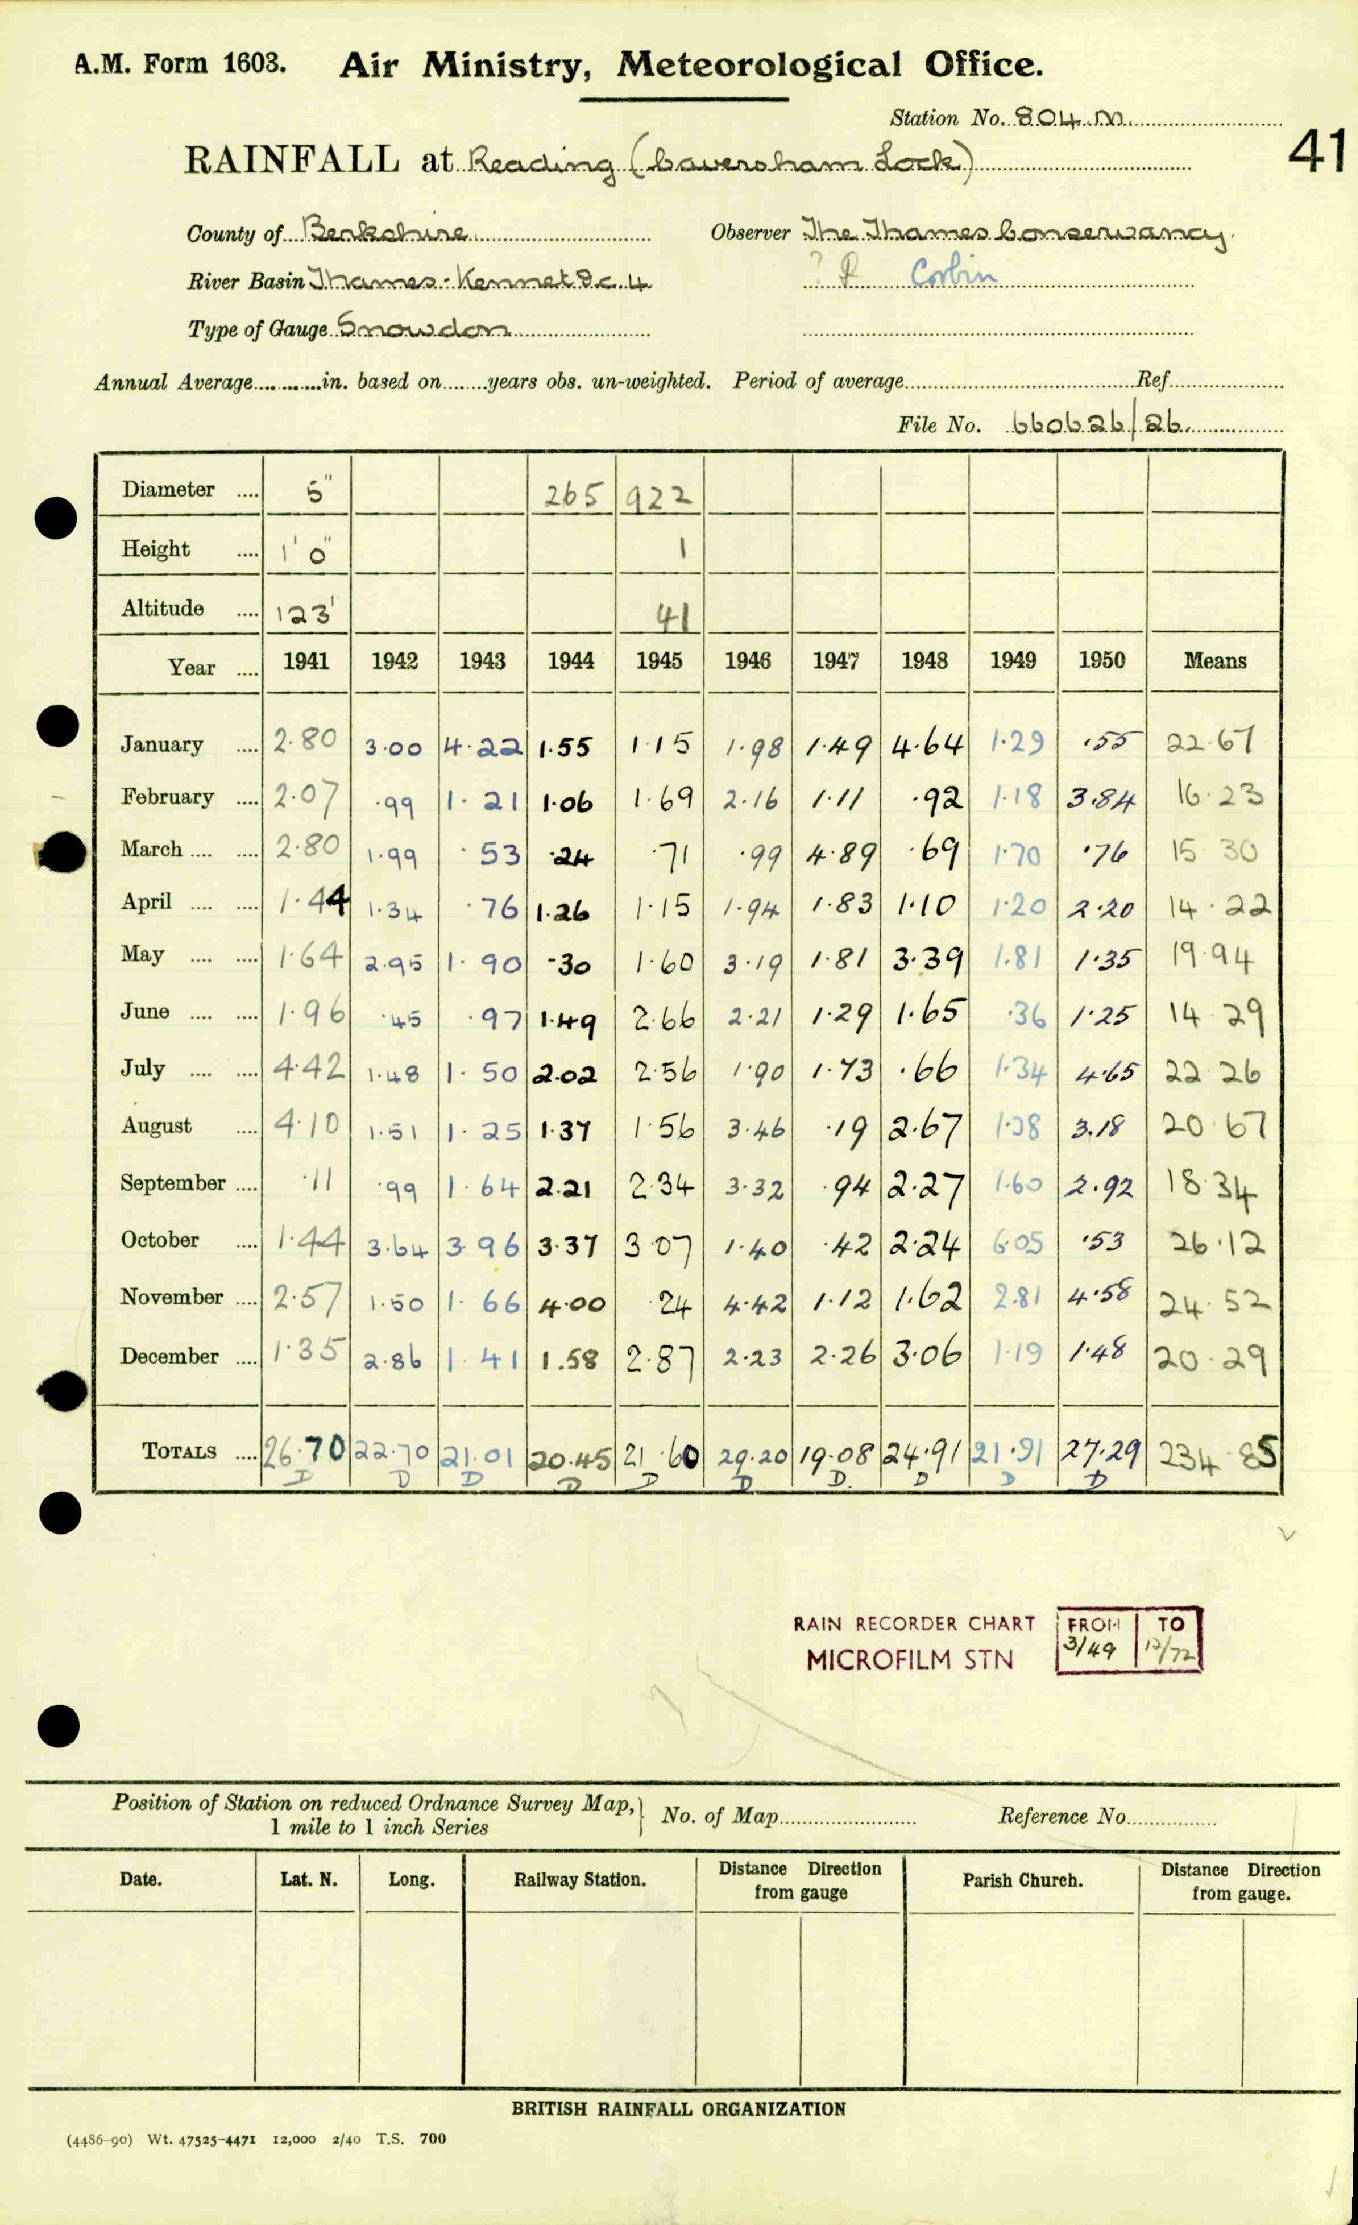 A.M. Form 1603. Air Ministry, Meteorological Office.
Station No. 804.m.
41
RAINFALL at Reading (Caversham Lock)
County of Berkshire Observer The Thames Conservancy.
River Basin Thames-Kennet &c. 4 ? P Corbin
Type of Gauge Snowdon
Annual Average in. based on years obs. un-weighted. Period of average Ref
File No. 660626/26
Diameter 5" 265 922
Height 1'0" 1
Altitude 123' 41
Year 1941 1942 1943 1944 1945 1946 1947 1948 1949 1950 Means
January 2.80 3.00 4.22 1.55 1.15 1.98 1.49 4.64 1.29 .55 22.67
February 2.07 .99 1.21 1.06 1.69 2.16 1.11 .92 1.18 3.84 16.23
March 2.80 1.99 .53 .24 .71 .99 4.89 .69 1.70 .76 15 30
April 1.44 1.34 .76 1.26 1.15 1.94 1.83 1.10 1.20 2.20 14.22
May 1.64 2.95 1.90 .30 1.60 3.19 1.81 3.39 1.81 1.35 19.94
June 1.96 .45 .97 1.49 2.66 2.21 1.29 1.65 .36 1.25 14 29
July 4.42 1.48 1.50 2.02 2.56 1.90 1.73 .66 1.34 4.65 22 26
August 4.10 1.51 1.25 1.37 1.56 3.46 .19 2.67 1.38 3.18 20.67
September .11 .99 1.64 2.21 2.34 3.32 .94 2.27 1.60 2.92 18.34
October 1.44 3.64 3.96 3.37 3.07 1.40 .42 2.24 6.05 .53 26.12
November 2.57 1.50 1.66 4.00 .24 4.42 1.12 1.62 2.81 4.58 24.52
December 1.35 2.86 1.41 1.58 2.87 2.23 2.26 3.06 1.19 1.48 20.29
TOTALS 26.70 22.70 21.01 20.45 21.60 29.20 19.08 24.91 21.91 27.29 234.85
D D D D D D D. D D D
RAIN RECORDER CHART FROM TO
MICROFILM STN 3/49 12/72
Position of Station on reduced Ordnance Survey Map, No. of Map Reference No.
1 mile to 1 inch Series
Date. Lat. N. Long. Railway Station. Distance Direction from gauge Parish Church. Distance Direction from gauge.
BRITISH RAINFALL ORGANIZATION
(4486-90) Wt. 47525-4471 12,000 2/40 T.S. 700